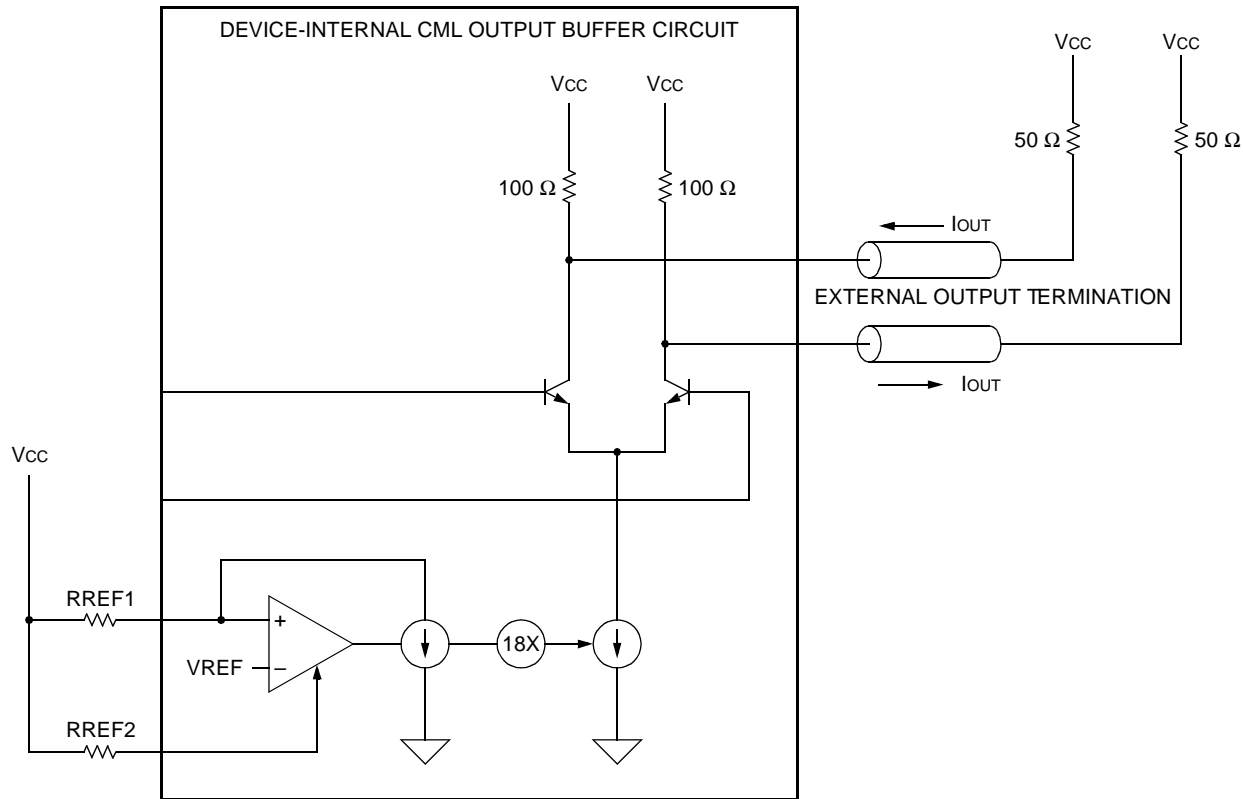 DEVICE-INTERNAL CML OUTPUT BUFFER CIRCUIT
VCC
VCC
VCC
VCC
50 Ω
50 Ω
100 Ω
100 Ω
IOUT
EXTERNAL OUTPUT TERMINATION
IOUT
VCC
RREF1
+
18X
VREF
−
RREF2